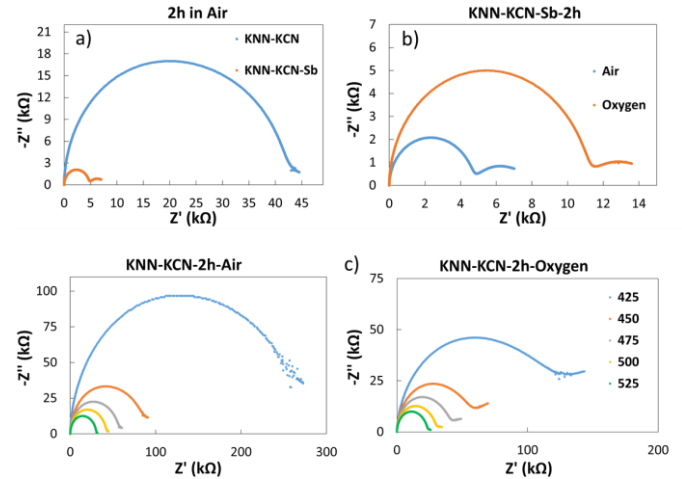 2h in Air
a)
KNN-KCN
KNN-KCN-Sb
-Z'' (kΩ)
21
18
15
12
9
6
3
0
0 5 10 15 20 25 30 35 40 45
Z' (kΩ)
KNN-KCN-Sb-2h
b)
Air
Oxygen
-Z'' (kΩ)
7
6
5
4
3
2
1
0
0 2 4 6 8 10 12 14
Z' (kΩ)
KNN-KCN-2h-Air
-Z'' (kΩ)
100
75
50
25
0
0 100 200 300
Z' (kΩ)
c)
KNN-KCN-2h-Oxygen
425
450
475
500
525
-Z'' (kΩ)
75
50
25
0
0 100 200
Z' (kΩ)